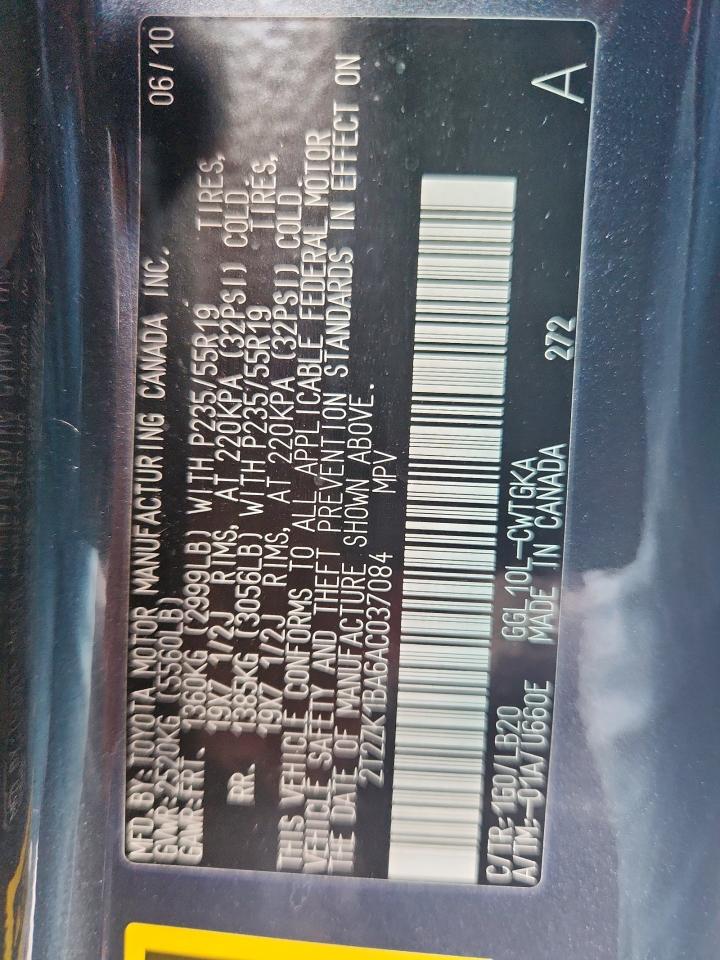 MFD. BY: TOYOTA MOTOR MANUFACTURING CANADA INC. 06/10
GVWR: 2520KG (5560LB)
GAWR: FRT. 1360KG (2999LB) WITH P235/55R19 TIRES,
19X7 1/2J RIMS, AT 220KPA (32PSI) COLD.
RR. 1385KG (3056LB) WITH P235/55R19 TIRES,
19X7 1/2J RIMS, AT 220KPA (32PSI) COLD.
THIS VEHICLE CONFORMS TO ALL APPLICABLE FEDERAL MOTOR
VEHICLE SAFETY AND THEFT PREVENTION STANDARDS IN EFFECT ON
THE DATE OF MANUFACTURE SHOWN ABOVE.
2T2ZK1BA6AC037084 MPV
C/TR: 1G0/LB20 GGL10L-CWTGKA
A/TM: -01A/U660E MADE IN CANADA 272 A